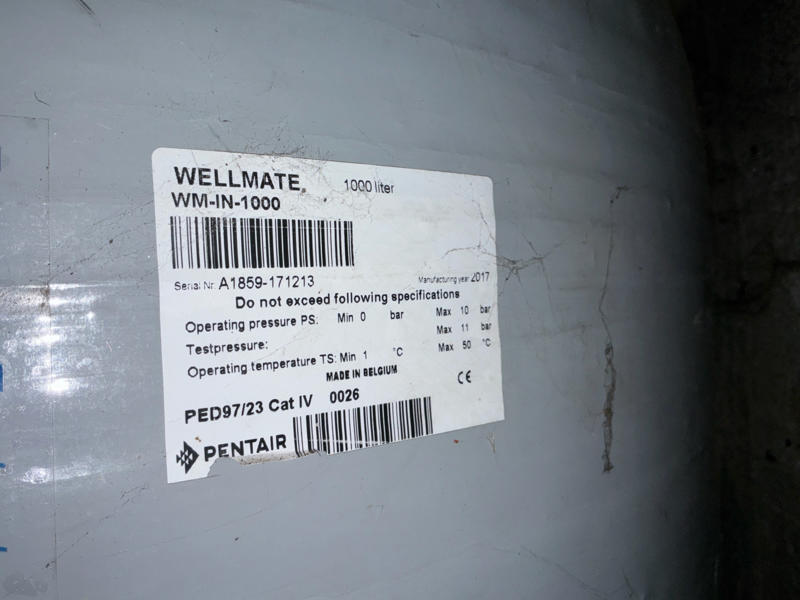 WELLMATE 1000 liter
WM-IN-1000
Serial Nr. A1859-171213 Manufacturing year 2017
Do not exceed following specifications
Operating pressure PS: Min 0 bar Max 10 bar
Testpressure: Max 11 bar
Operating temperature TS: Min 1 °C Max 50 °C
MADE IN BELGIUM
CE
PED97/23 Cat IV 0026
PENTAIR